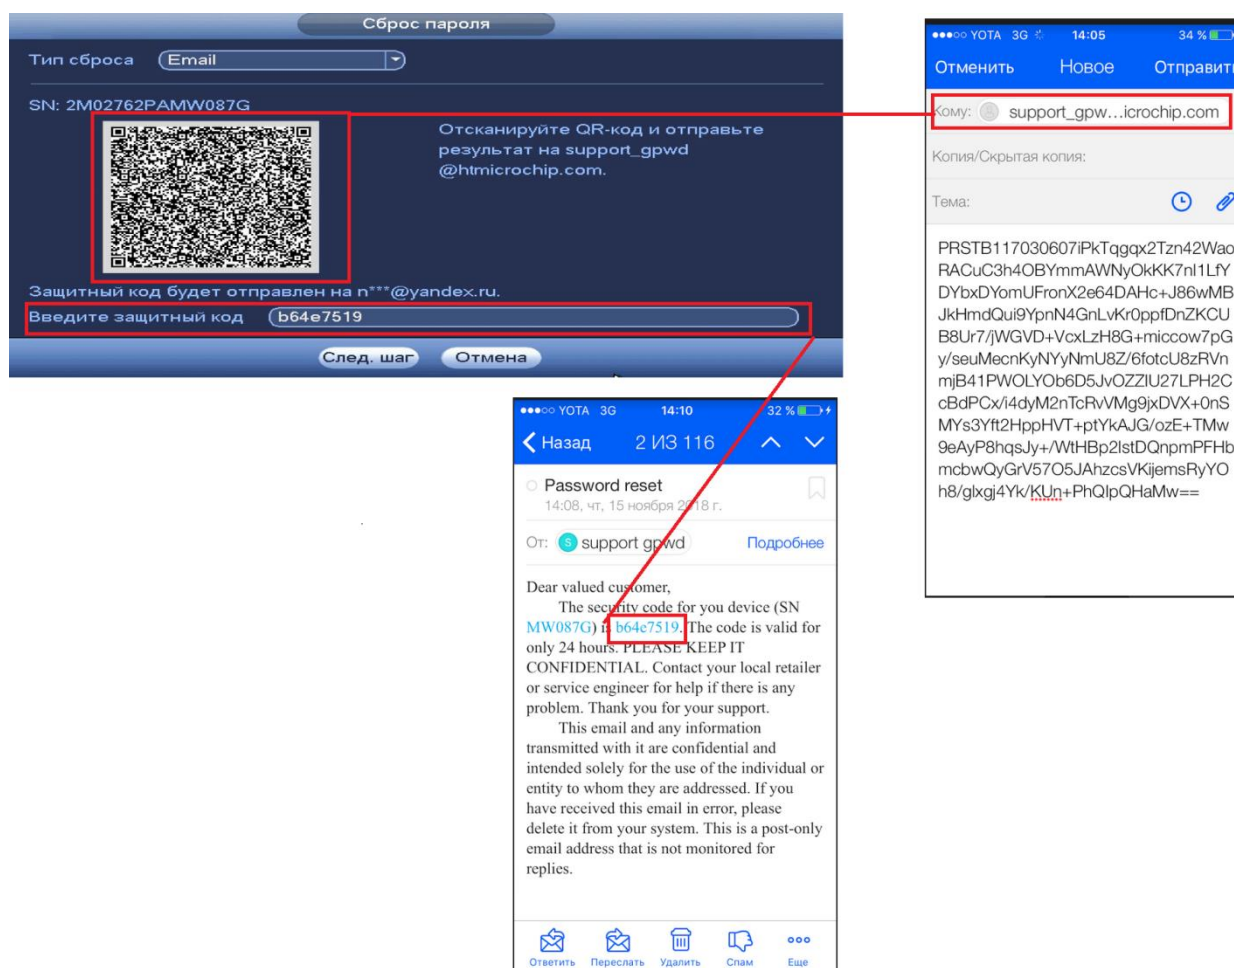 Сброс пароля
Тип сброса Email
SN: 2M02762PAMW087G
Отсканируйте QR-код и отправьте
результат на support_gpwd
@htmicrochip.com.
Защитный код будет отправлен на n***@yandex.ru.
Введите защитный код b64e7519
След. шаг Отмена
YOTA 3G 14:05 34 %
Отменить Новое Отправить
Кому: support_gpw...icrochip.com
Копия/Скрытая копия:
Тема:
PRSTB117030607iPkTqgqx2Tzn42Wao
RACuC3h4OBYmmAWNyOkKK7nI1LfY
DYbxDYomUFronX2e64DAHc+J86wMB
JkHmdQui9YpnN4GnLvKr0ppfDnZKCU
B8Ur7/jWGVD+VcxLzH8G+miccow7pG
y/seuMecnKyNYyNmU8Z/6fotcU8zRVn
mjB41PWOLYOb6D5JvOZZIU27LPH2C
cBdPCx/i4dyM2nTcRvVMg9jxDVX+0nS
MYs3Yft2HppHVT+ptYkAJG/ozE+TMw
9eAyP8hqsJy+/WtHBp2IstDQnpmPFHb
mcbwQyGrV57O5JAhzcsVKijemsRyYO
h8/glxgj4Yk/KUn+PhQIpQHaMw==
YOTA 3G 14:10 32 %
Назад 2 ИЗ 116
Password reset
14:08, чт, 15 ноября 2018 г.
От: S support gpwd Подробнее
Dear valued customer,
The security code for you device (SN
MW087G) is b64e7519. The code is valid for
only 24 hours. PLEASE KEEP IT
CONFIDENTIAL. Contact your local retailer
or service engineer for help if there is any
problem. Thank you for your support.
This email and any information
transmitted with it are confidential and
intended solely for the use of the individual or
entity to whom they are addressed. If you
have received this email in error, please
delete it from your system. This is a post-only
email address that is not monitored for
replies.
Ответить Переслать Удалить Спам Еще